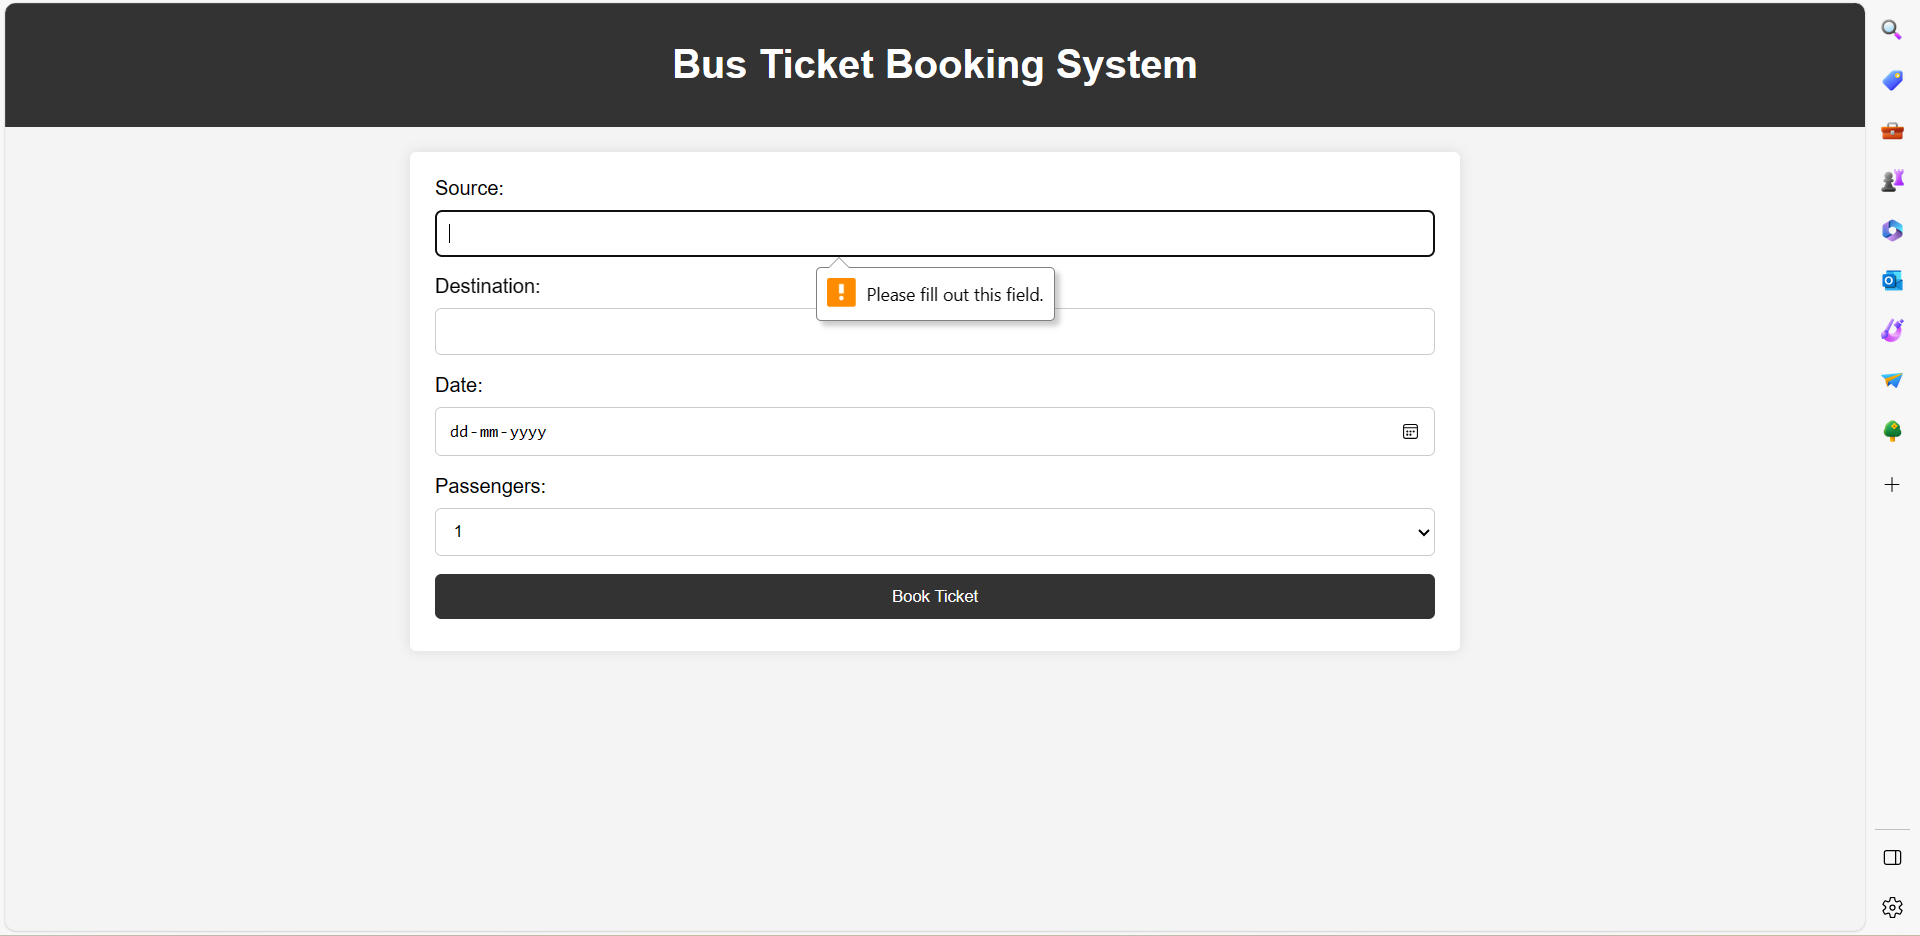 Bus Ticket Booking System
Source:
Please fill out this field.
Destination:
Date:
dd-mm-yyyy
Passengers:
1
Book Ticket